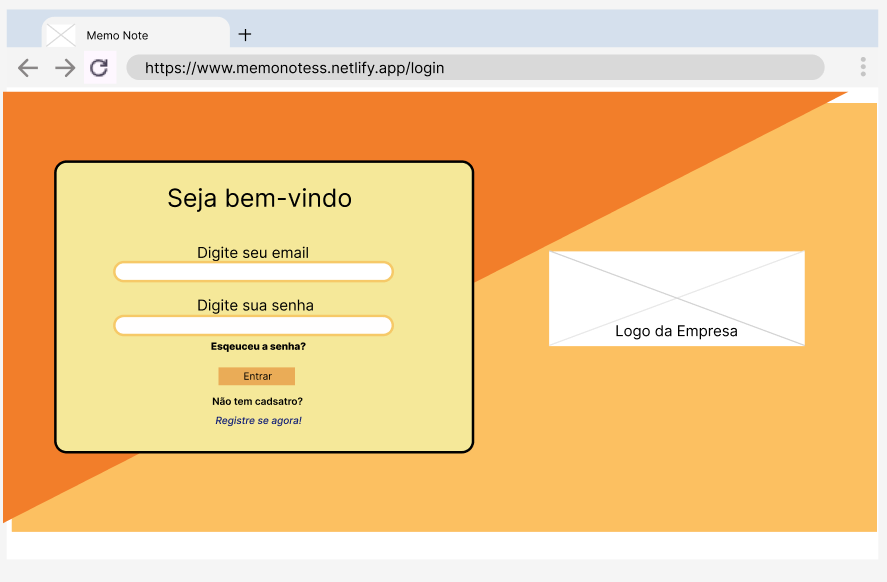 Memo Note
https://www.memonotess.netlify.app/login
Seja bem-vindo
Digite seu email
Digite sua senha
Esqeuceu a senha?
Entrar
Não tem cadsatro?
Registre se agora!
Logo da Empresa